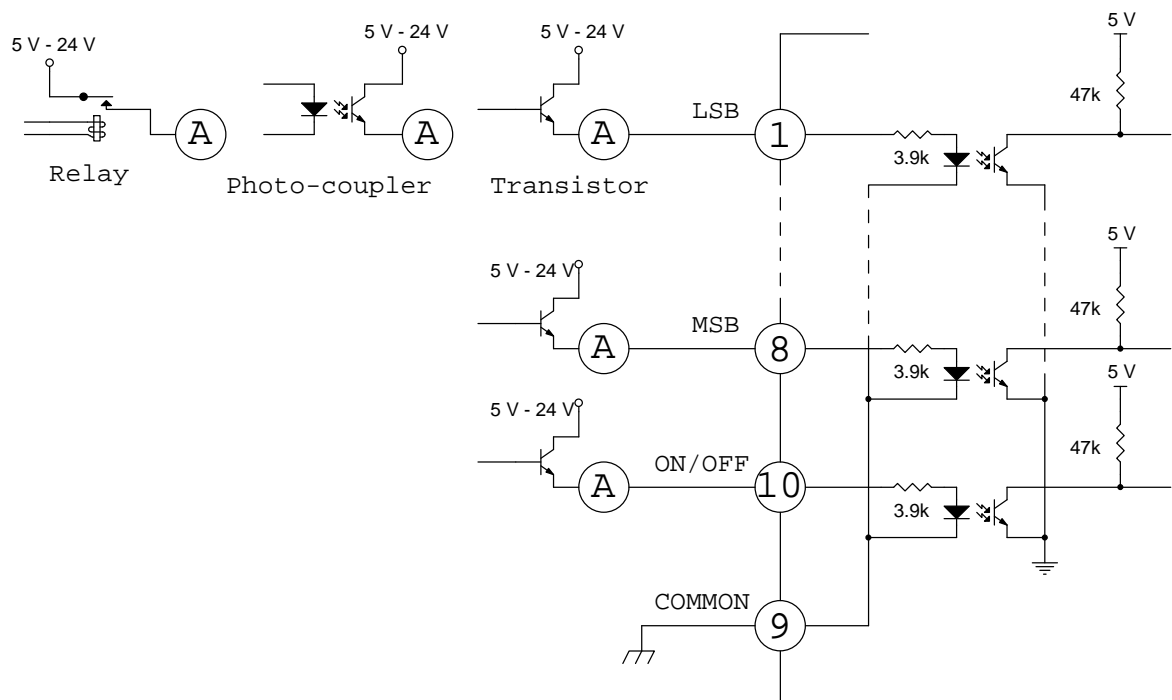 5 V - 24 V
5 V - 24 V
5 V - 24 V
5 V
A
A
A
LSB
1
3.9k
47k
Relay
Photo-coupler
Transistor
5 V - 24 V
5 V
A
MSB
8
3.9k
47k
5 V - 24 V
5 V
A
ON/OFF
10
3.9k
47k
COMMON
9